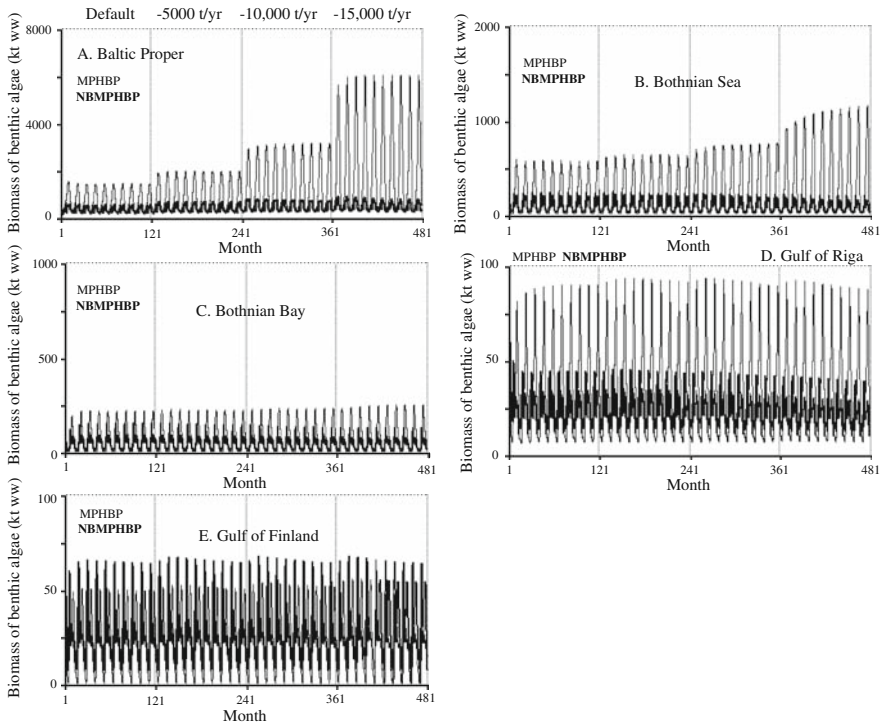 Default -5000 t/yr -10,000 t/yr -15,000 t/yr
Biomass of benthic algae (kt ww)
8000
4000
2000
0
A. Baltic Proper
MPHBP
NBMPHBP
1 121 241 361 481
Month
Biomass of benthic algae (kt ww)
2000
1000
500
0
MPHBP
NBMPHBP
B. Bothnian Sea
1 121 241 361 481
Month
Biomass of benthic algae (kt ww)
1000
500
250
0
MPHBP
NBMPHBP
C. Bothnian Bay
1 121 241 361 481
Month
MPHBP NBMPHBP D. Gulf of Riga
Biomass of benthic algae (kt ww)
100
50
25
0
1 121 241 361 481
Month
Biomass of benthic algae (kt ww)
100
50
25
0
MPHBP
NBMPHBP
E. Gulf of Finland
1 121 241 361 481
Month